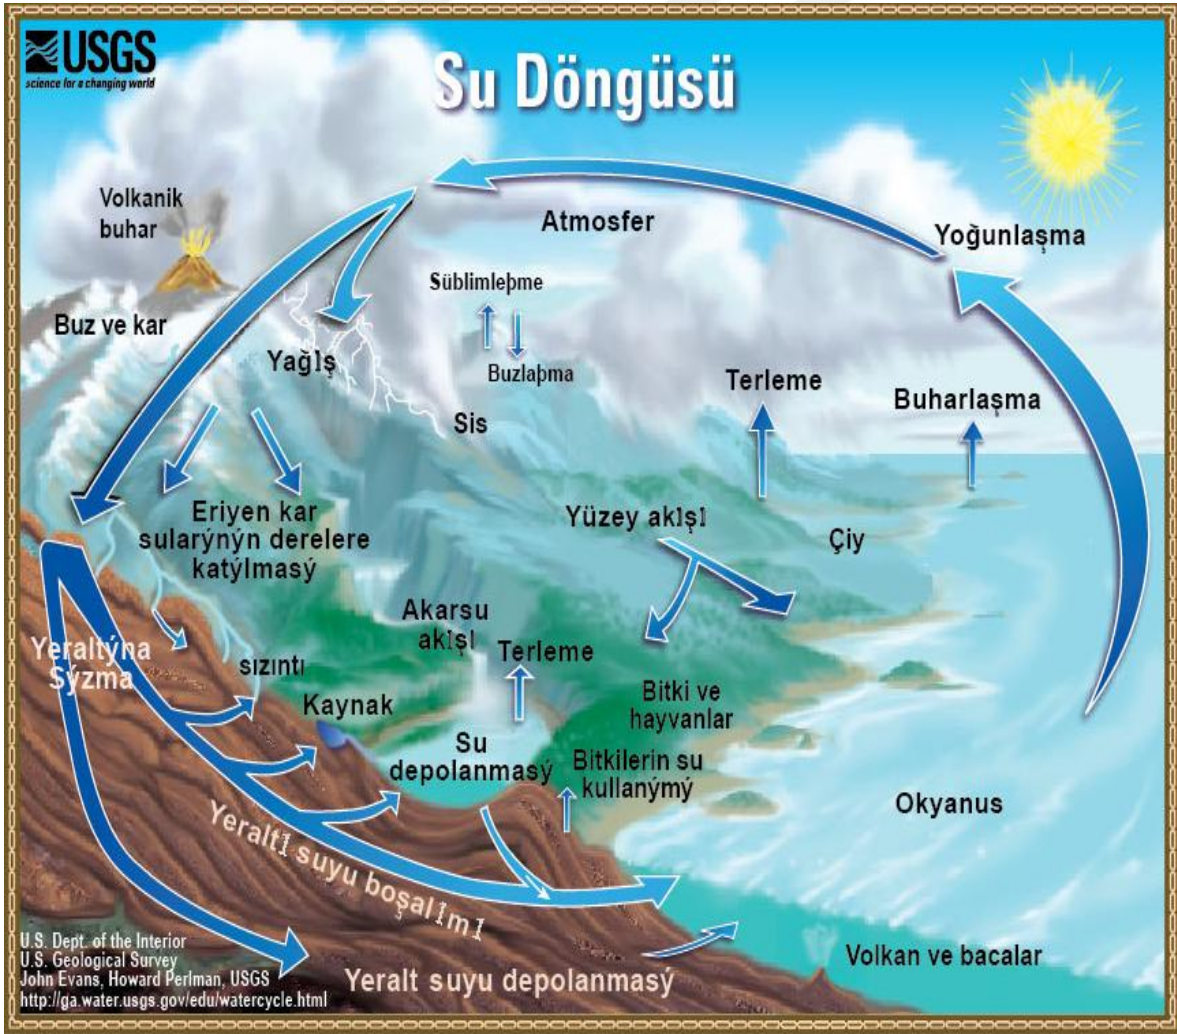 USGS
science for a changing world
Su Döngüsü
Volkanik
buhar
Atmosfer
Yoğunlaşma
Süblimleþme
Buz ve kar
Yağış
Buzlaþma
Terleme
Buharlaşma
Sis
Eriyen kar
sularýnýn derelere
katýlmasý
Yüzey akışı
Çiy
Akarsu
akışı
Terleme
Yeraltýna
Sýzma
sızıntı
Kaynak
Bitki ve
hayvanlar
Su
depolanmasý
Bitkilerin su
kullanýmý
Okyanus
Yeraltı suyu boşalımı
Volkan ve bacalar
Yeralt suyu depolanmasý
U.S. Dept. of the Interior
U.S. Geological Survey
John Evans, Howard Perlman, USGS
http://ga.water.usgs.gov/edu/watercycle.html